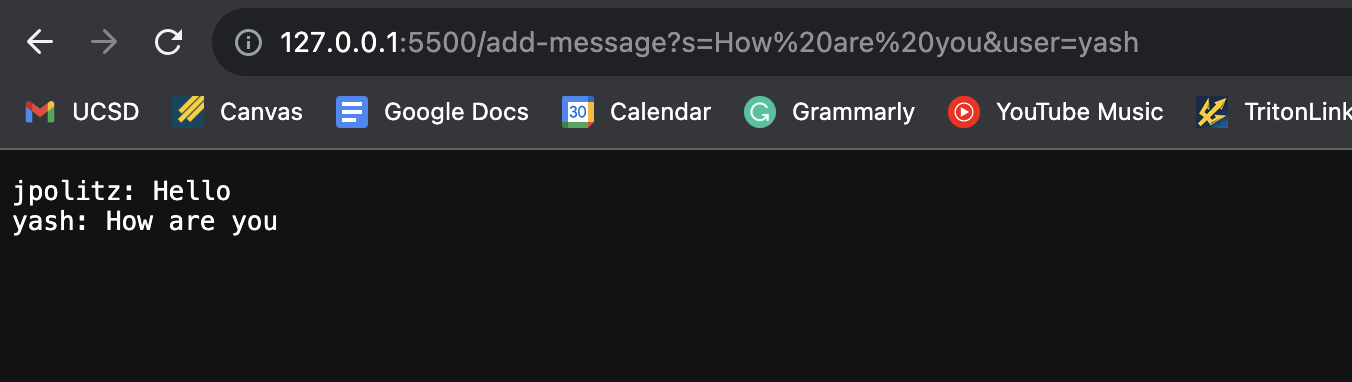 127.0.0.1:5500/add-message?s=How%20are%20you&user=yash
UCSD Canvas Google Docs 30 Calendar G Grammarly YouTube Music TritonLink
jpolitz: Hello
yash: How are you